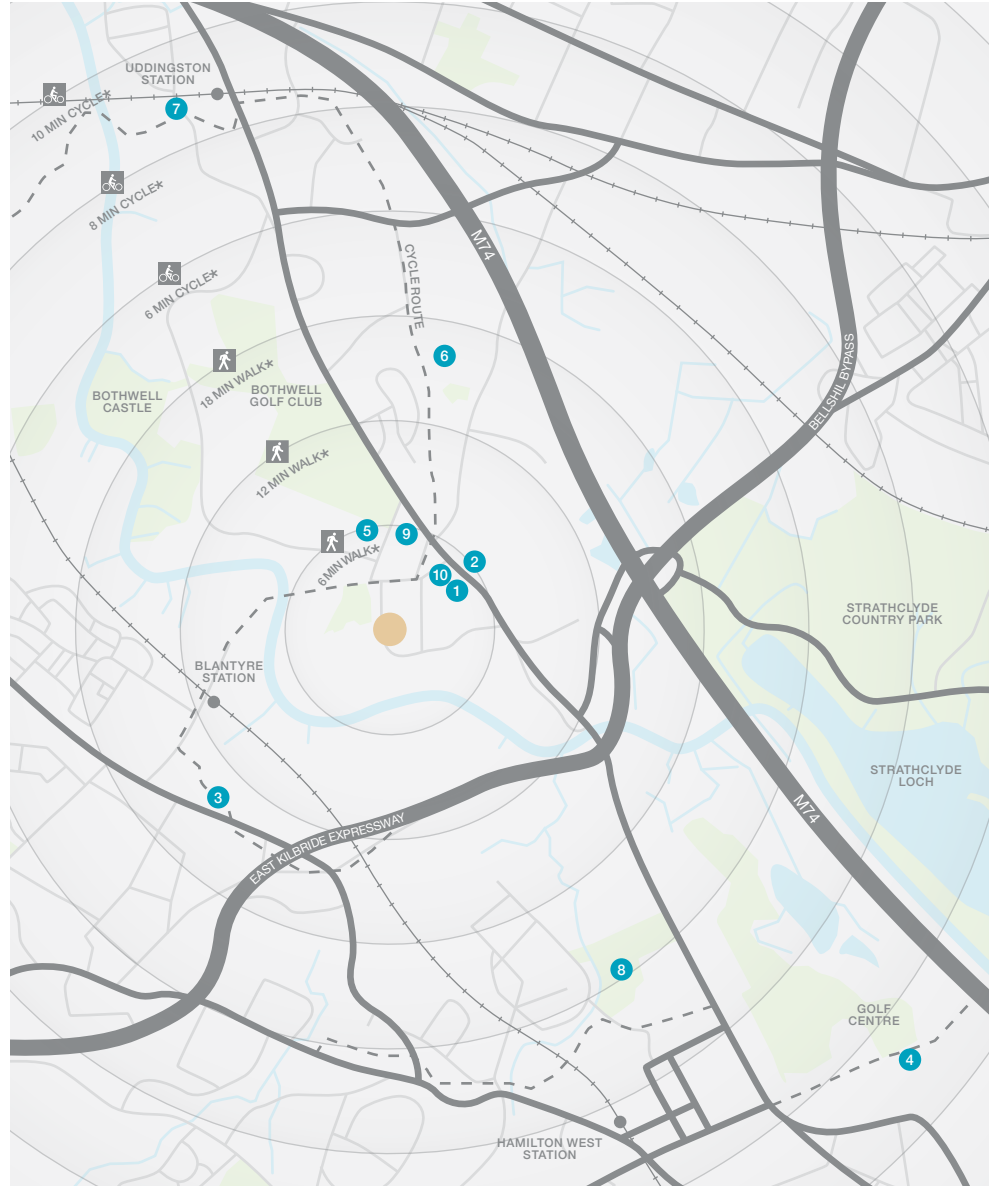 UDDINGSTON
STATION
7
10 MIN CYCLE*
8 MIN CYCLE*
M74
CYCLE ROUTE
6 MIN CYCLE*
6
BELLSHIL BYPASS
18 MIN WALK*
BOTHWELL
CASTLE
BOTHWELL
GOLF CLUB
12 MIN WALK*
5
9
6 MIN WALK*
2
10
1
STRATHCLYDE
COUNTRY PARK
BLANTYRE
STATION
STRATHCLYDE
LOCH
3
M74
EAST KILBRIDE EXPRESSWAY
8
GOLF
CENTRE
4
HAMILTON WEST
STATION